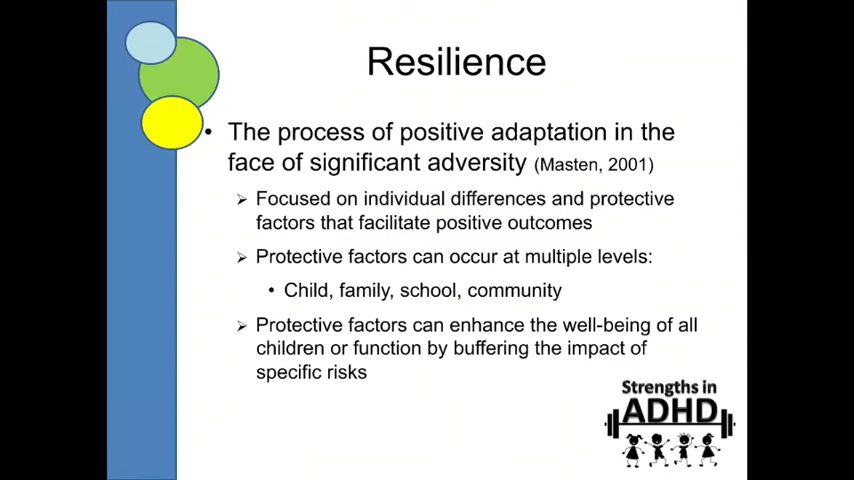 Resilience
• The process of positive adaptation in the
face of significant adversity (Masten, 2001)
➢ Focused on individual differences and protective
factors that facilitate positive outcomes
➢ Protective factors can occur at multiple levels:
• Child, family, school, community
➢ Protective factors can enhance the well-being of all
children or function by buffering the impact of
specific risks
Strengths in
ADHD